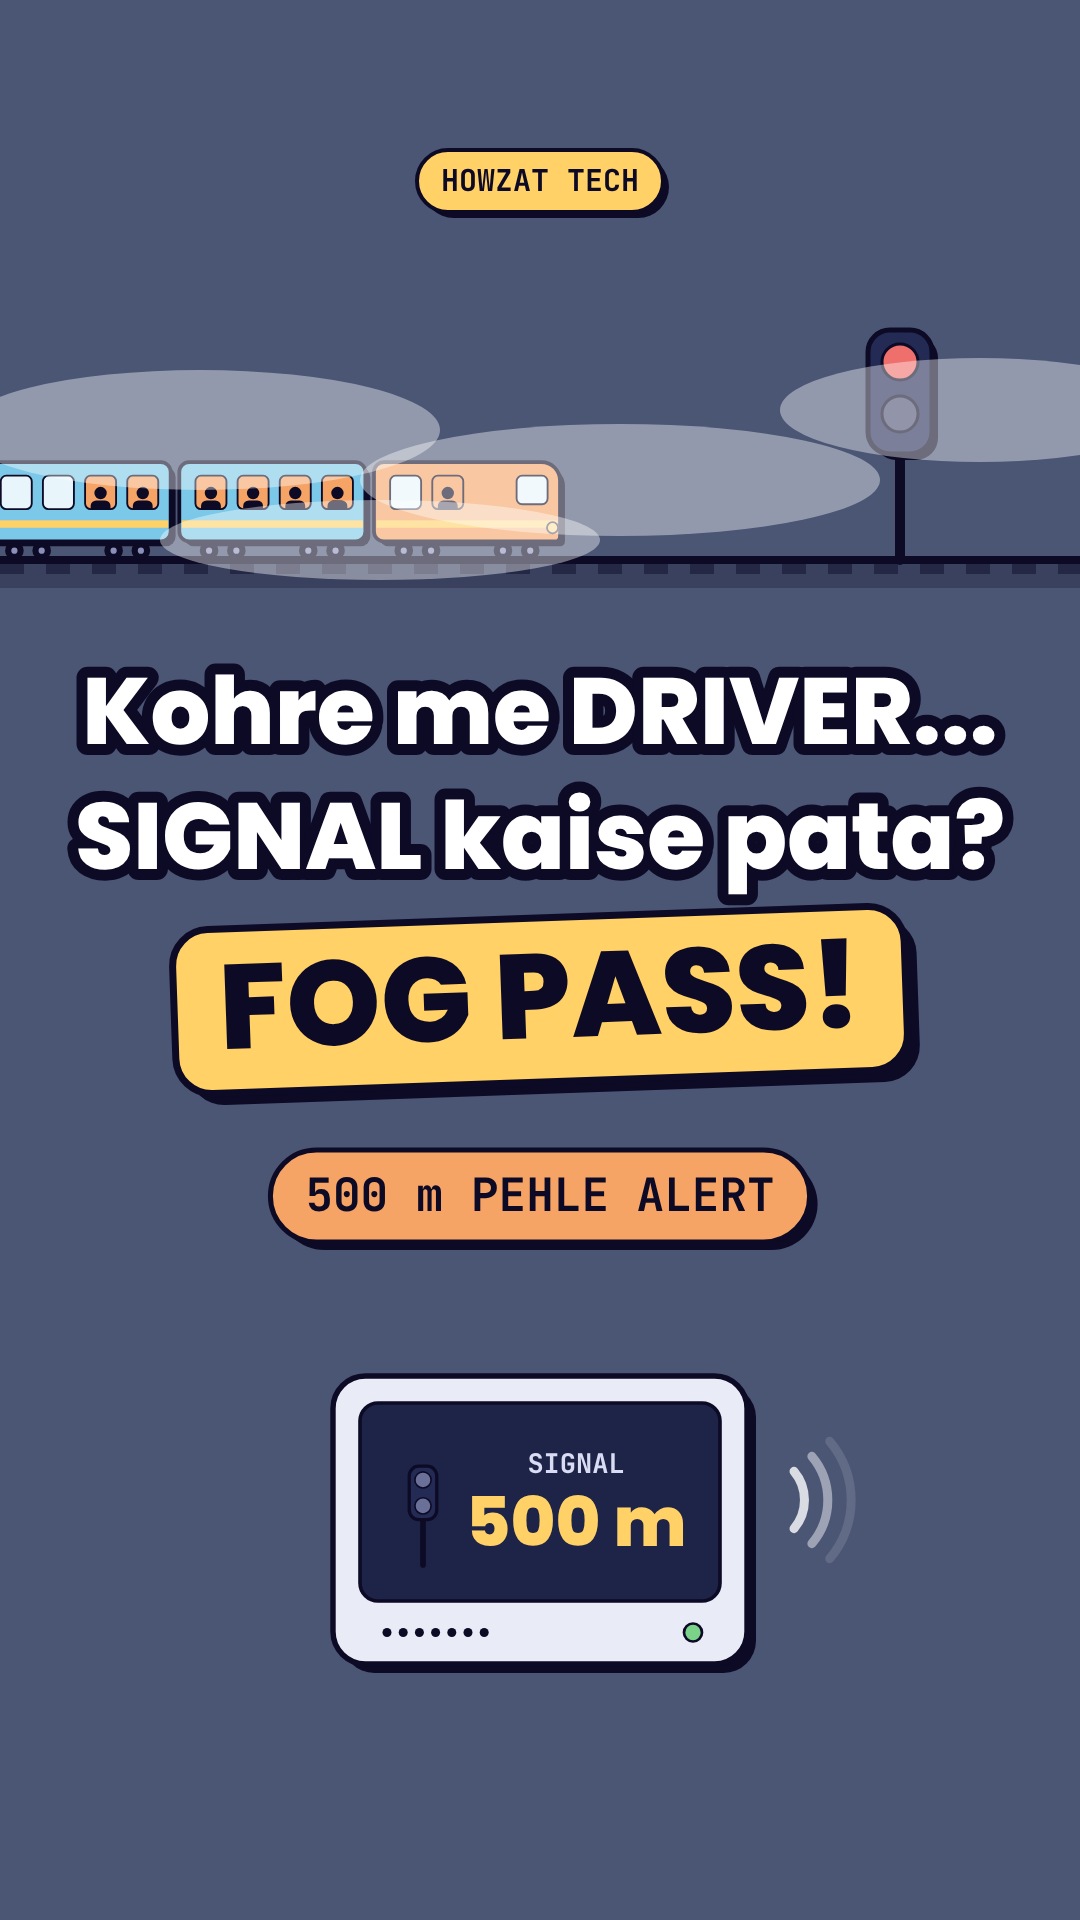 HOWZAT TECH
Kohre me DRIVER...
SIGNAL kaise pata?
FOG PASS!
500 m PEHLE ALERT
SIGNAL
500 m